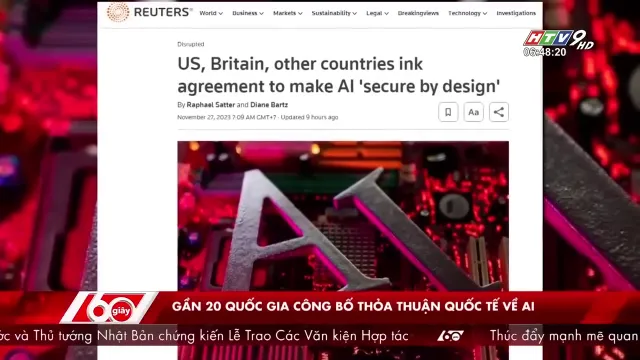 REUTERS®
World Business Markets Sustainability Legal Breakingviews Technology Investigations
HTV9 HD
06:48:20
Disrupted
US, Britain, other countries ink
agreement to make AI 'secure by design'
By Raphael Satter and Diane Bartz
November 27, 2023 7:09 AM GMT+7 · Updated 9 hours ago
Aa
AI
60 giây
GẦN 20 QUỐC GIA CÔNG BỐ THỎA THUẬN QUỐC TẾ VỀ AI
ớc và Thủ tướng Nhật Bản chứng kiến Lễ Trao Các Văn kiện Hợp tác 60 giây Thúc đẩy mạnh mẽ quan